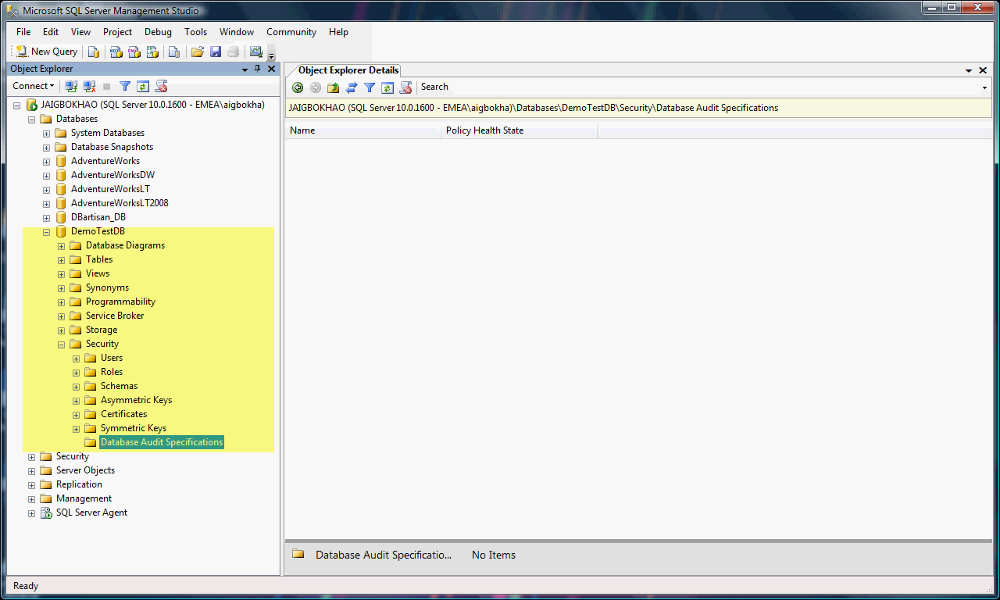 Microsoft SQL Server Management Studio
File Edit View Project Debug Tools Window Community Help
New Query
Object Explorer
Connect
JAIGBOKHAO (SQL Server 10.0.1600 - EMEA\aigbokha)
Databases
System Databases
Database Snapshots
AdventureWorks
AdventureWorksDW
AdventureWorksLT
AdventureWorksLT2008
DBartisan_DB
DemoTestDB
Database Diagrams
Tables
Views
Synonyms
Programmability
Service Broker
Storage
Security
Users
Roles
Schemas
Asymmetric Keys
Certificates
Symmetric Keys
Database Audit Specifications
Security
Server Objects
Replication
Management
SQL Server Agent
Object Explorer Details
Search
JAIGBOKHAO (SQL Server 10.0.1600 - EMEA\aigbokha)\Databases\DemoTestDB\Security\Database Audit Specifications
Name Policy Health State
Database Audit Specificatio... No Items
Ready